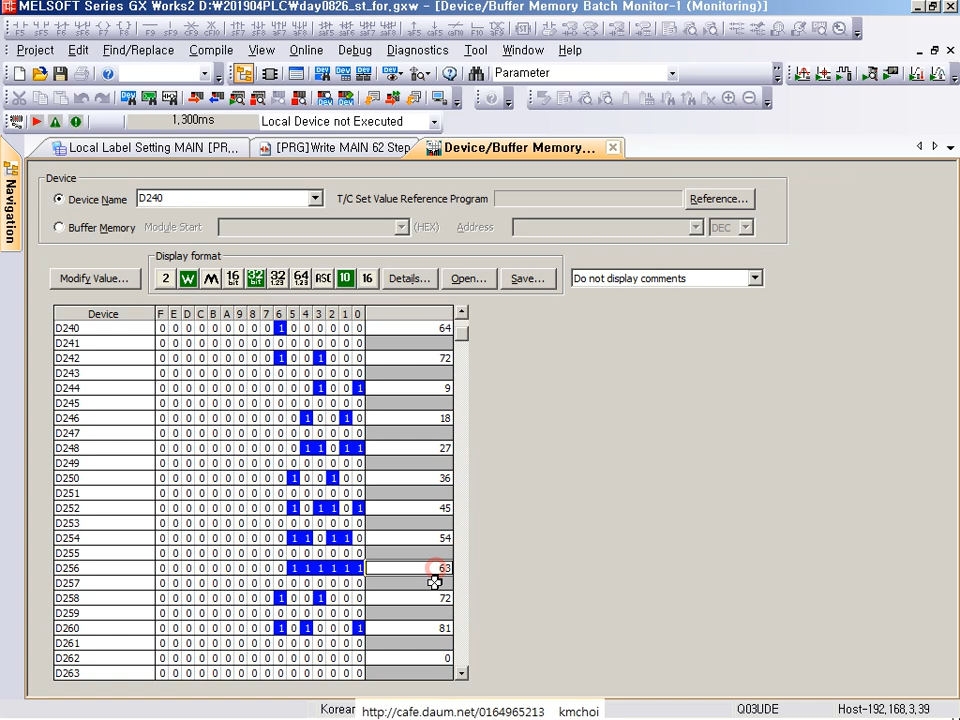 MELSOFT Series GX Works2 D:₩201904PLC₩day0826_st_for.gxw - [Device/Buffer Memory Batch Monitor-1 (Monitoring)]
Project Edit Find/Replace Compile View Online Debug Diagnostics Tool Window Help
Parameter
1,300ms Local Device not Executed
Local Label Setting MAIN [PR... [PRG]Write MAIN 62 Step Device/Buffer Memory...
Navigation
Device
Device Name D240 T/C Set Value Reference Program Reference...
Buffer Memory Module Start (HEX) Address DEC
Display format
Modify Value... 2 W M 16 bit 32 bit 32 1.23 64 1.23 ASC 10 16 Details... Open... Save... Do not display comments
Device F E D C B A 9 8 7 6 5 4 3 2 1 0
D240 0 0 0 0 0 0 0 0 0 1 0 0 0 0 0 0 64
D241 0 0 0 0 0 0 0 0 0 0 0 0 0 0 0 0
D242 0 0 0 0 0 0 0 0 0 1 0 0 1 0 0 0 72
D243 0 0 0 0 0 0 0 0 0 0 0 0 0 0 0 0
D244 0 0 0 0 0 0 0 0 0 0 0 0 1 0 0 1 9
D245 0 0 0 0 0 0 0 0 0 0 0 0 0 0 0 0
D246 0 0 0 0 0 0 0 0 0 0 0 1 0 0 1 0 18
D247 0 0 0 0 0 0 0 0 0 0 0 0 0 0 0 0
D248 0 0 0 0 0 0 0 0 0 0 0 1 1 0 1 1 27
D249 0 0 0 0 0 0 0 0 0 0 0 0 0 0 0 0
D250 0 0 0 0 0 0 0 0 0 0 1 0 0 1 0 0 36
D251 0 0 0 0 0 0 0 0 0 0 0 0 0 0 0 0
D252 0 0 0 0 0 0 0 0 0 0 1 0 1 1 0 1 45
D253 0 0 0 0 0 0 0 0 0 0 0 0 0 0 0 0
D254 0 0 0 0 0 0 0 0 0 0 1 1 0 1 1 0 54
D255 0 0 0 0 0 0 0 0 0 0 0 0 0 0 0 0
D256 0 0 0 0 0 0 0 0 0 0 1 1 1 1 1 1 63
D257 0 0 0 0 0 0 0 0 0 0 0 0 0 0 0 0
D258 0 0 0 0 0 0 0 0 0 1 0 0 1 0 0 0 72
D259 0 0 0 0 0 0 0 0 0 0 0 0 0 0 0 0
D260 0 0 0 0 0 0 0 0 0 1 0 1 0 0 0 1 81
D261 0 0 0 0 0 0 0 0 0 0 0 0 0 0 0 0
D262 0 0 0 0 0 0 0 0 0 0 0 0 0 0 0 0 0
D263 0 0 0 0 0 0 0 0 0 0 0 0 0 0 0 0
Korean http://cafe.daum.net/0164965213 kmchoi Q03UDE Host-192,168,3,39